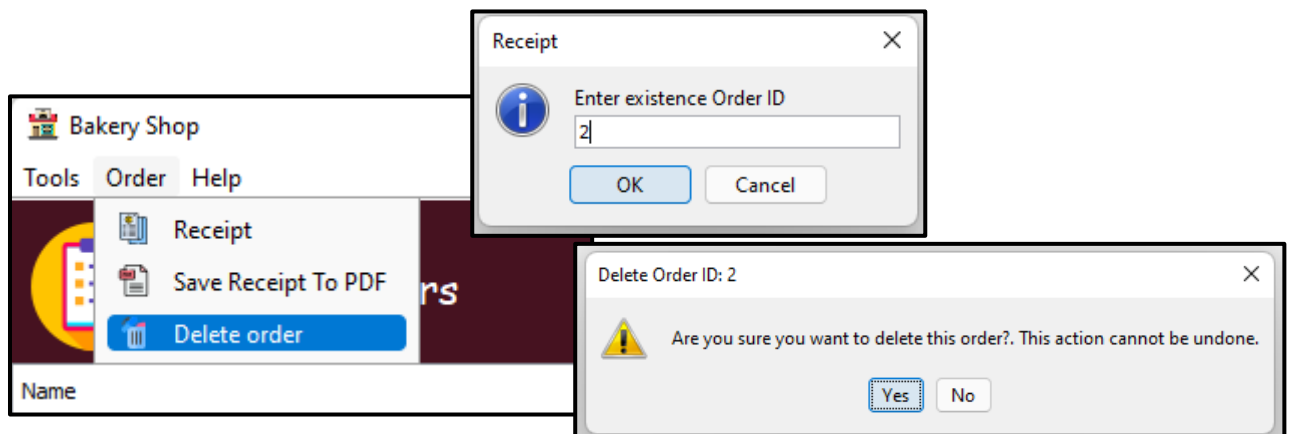 Bakery Shop
Tools Order Help
Receipt
Save Receipt To PDF
rs
Delete order
Name
Receipt
Enter existence Order ID
2
OK Cancel
Delete Order ID: 2
Are you sure you want to delete this order?. This action cannot be undone.
Yes No